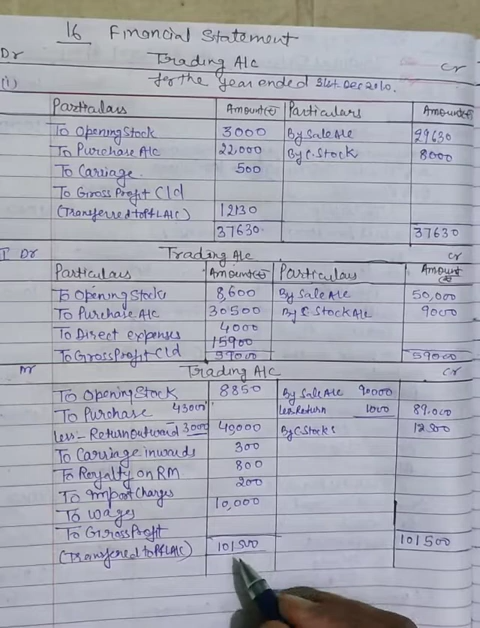 16 Financial Statement
Dr Trading A/c Cr
(i) for the year ended 31st Dec 2010.
Particulars Amount(₹) Particulars Amount(₹)
To Opening Stock 3000 By Sale A/c 29630
To Purchase A/c 22,000 By C. Stock 8000
To Carriage. 500
To Gross Profit C/d
(Transferred to P&L A/c) 12130
37630 37630
Dr Trading A/c Cr
Particulars Amount(₹) Particulars Amount(₹)
To Opening Stock 8,600 By Sale A/c 50,000
To Purchase A/c 30500 By C Stock A/c 9000
To Direct expenses 4000
To Gross Profit C/d 15900
59000 59000
Trading A/c Cr
To Opening Stock 8850 By Sale A/c 90000
To Purchase 43000 Less Return 1000 89,000
Less:- Return outward 3000 40000 By C Stocks 12500
To Carriage inwards 300
To Royalty on RM 800
To Import Charges 200
To Wages 10,000
To Gross Profit
(Transferred to P&L A/c) 101500 101500